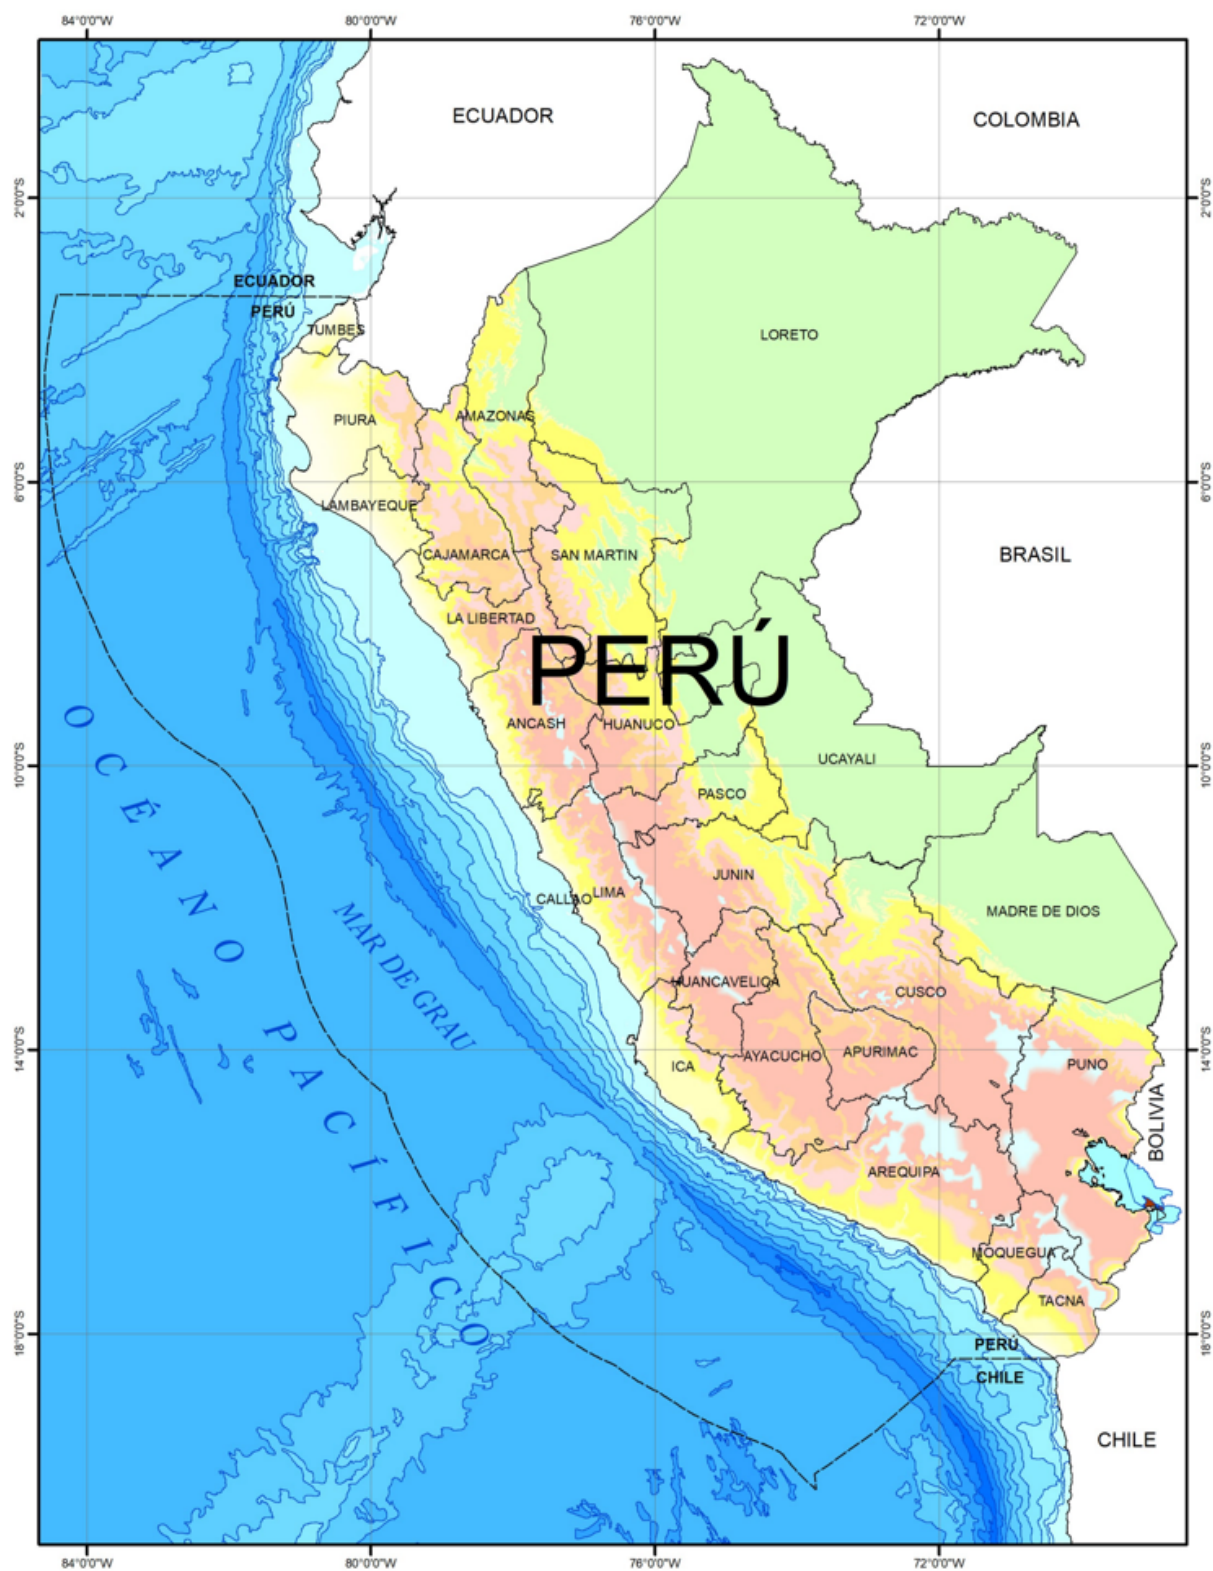 84°0'0"W 80°0'0"W 76°0'0"W 72°0'0"W
ECUADOR
COLOMBIA
2°0'0"S 2°0'0"S
ECUADOR
PERÚ
TUMBES
LORETO
PIURA
AMAZONAS
6°0'0"S 6°0'0"S
LAMBAYEQUE
CAJAMARCA
SAN MARTIN
BRASIL
LA LIBERTAD
PERÚ
ANCASH
HUANUCO
UCAYALI
10°0'0"S 10°0'0"S
PASCO
JUNIN
CALLAO
LIMA
MADRE DE DIOS
OCÉANO PACÍFICO
MAR DE GRAU
HUANCAVELICA
CUSCO
14°0'0"S 14°0'0"S
ICA
AYACUCHO
APURIMAC
PUNO
BOLIVIA
AREQUIPA
MOQUEGUA
TACNA
18°0'0"S 18°0'0"S
PERÚ
CHILE
CHILE
84°0'0"W 80°0'0"W 76°0'0"W 72°0'0"W